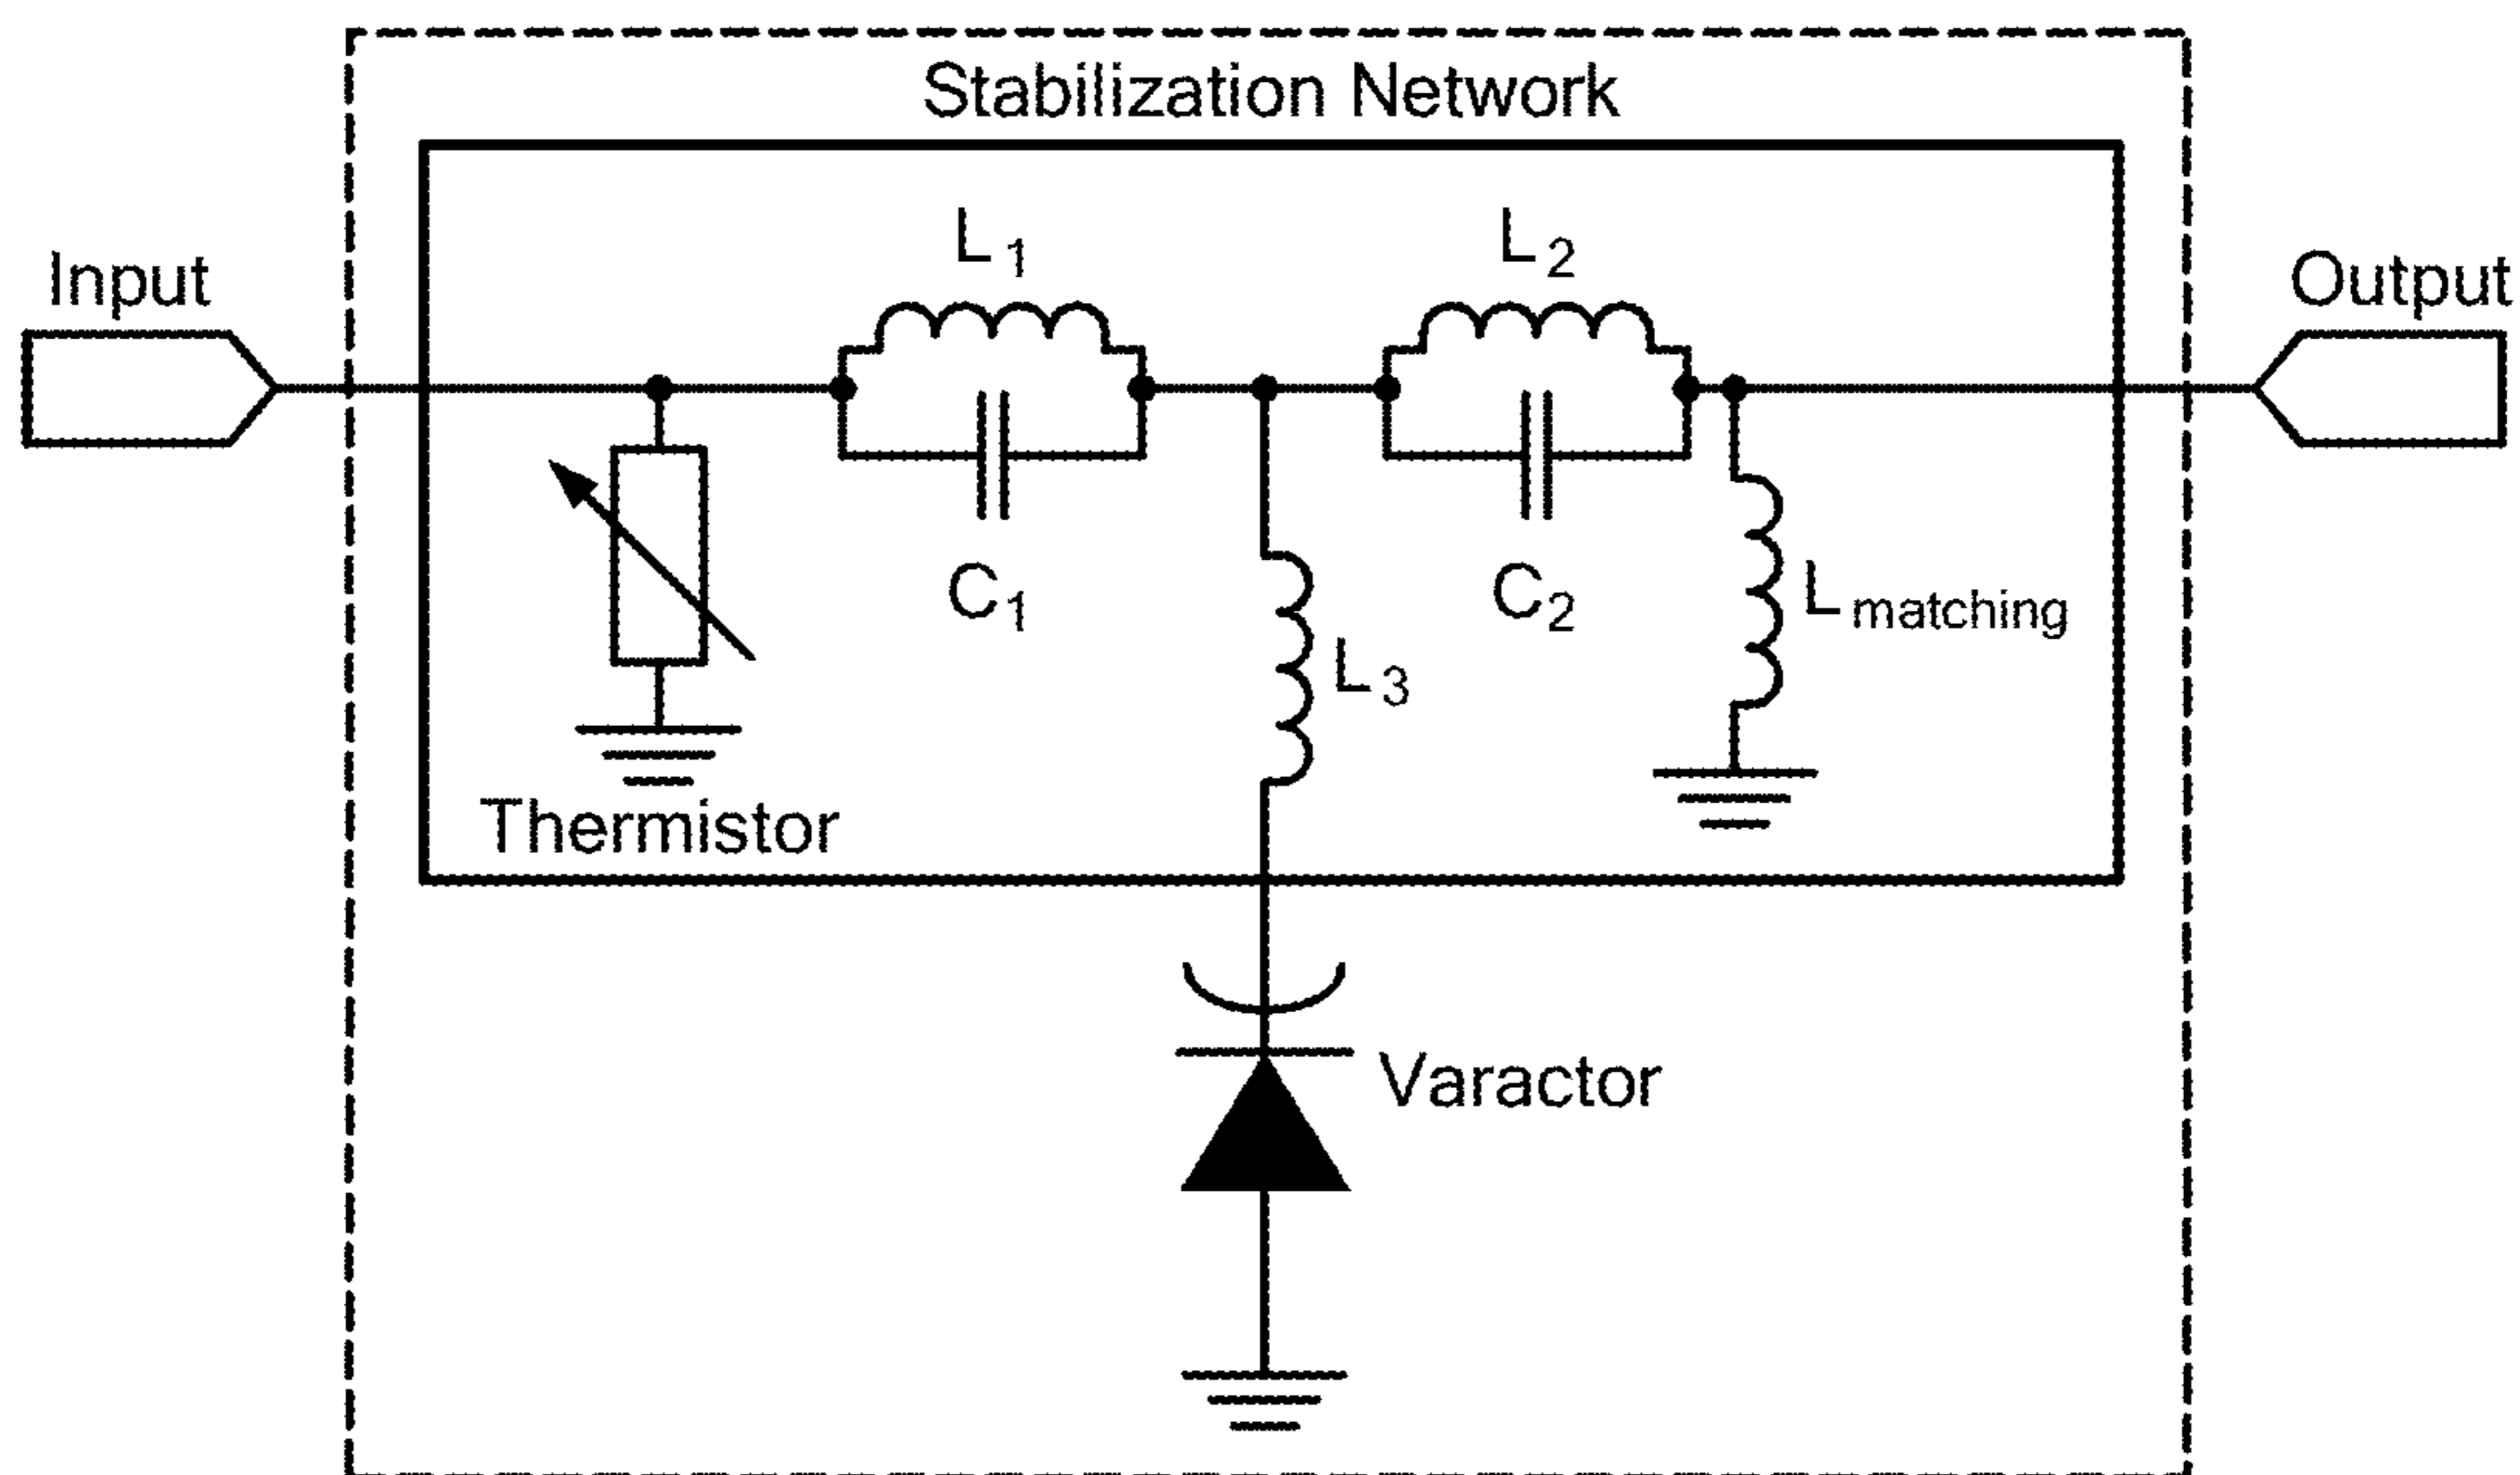 Stabilization Network
Input
L1
L2
Output
C1
C2
Lmatching
L3
Thermistor
Varactor